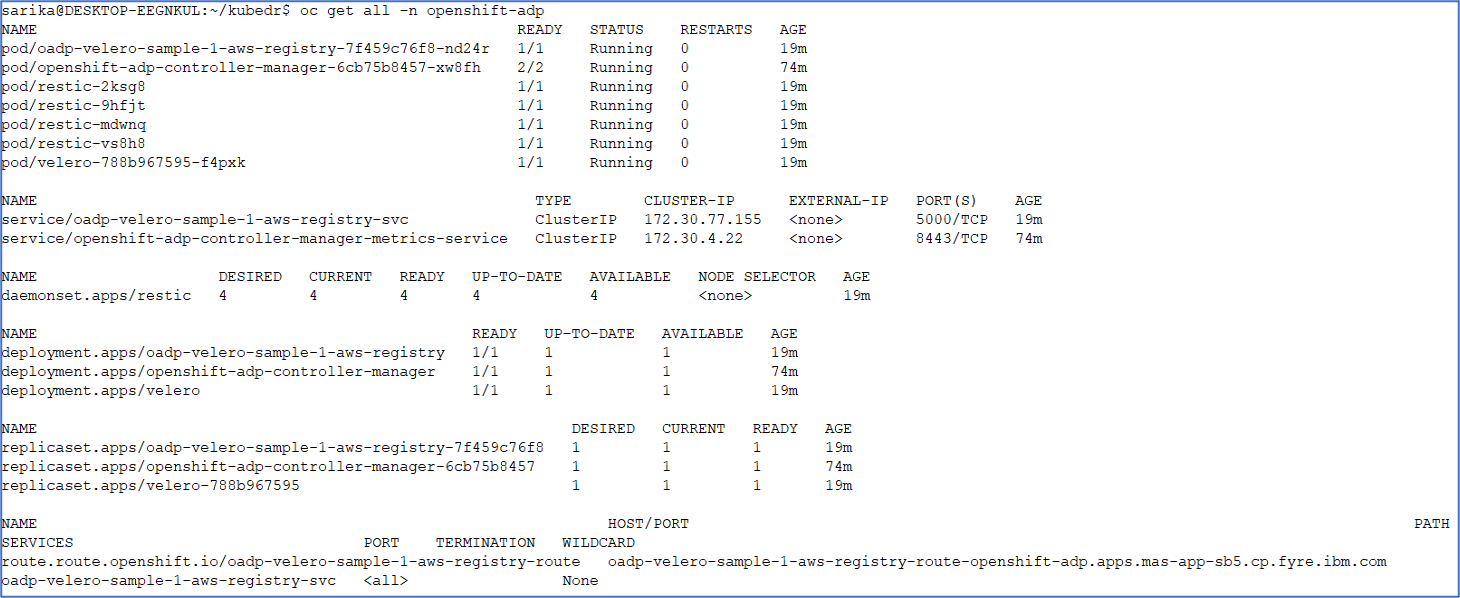 sarika@DESKTOP-EEGNKUL:~/kubedr$ oc get all -n openshift-adp
NAME READY STATUS RESTARTS AGE
pod/oadp-velero-sample-1-aws-registry-7f459c76f8-nd24r 1/1 Running 0 19m
pod/openshift-adp-controller-manager-6cb75b8457-xw8fh 2/2 Running 0 74m
pod/restic-2ksg8 1/1 Running 0 19m
pod/restic-9hfjt 1/1 Running 0 19m
pod/restic-mdwnq 1/1 Running 0 19m
pod/restic-vs8h8 1/1 Running 0 19m
pod/velero-788b967595-f4pxk 1/1 Running 0 19m
NAME TYPE CLUSTER-IP EXTERNAL-IP PORT(S) AGE
service/oadp-velero-sample-1-aws-registry-svc ClusterIP 172.30.77.155 <none> 5000/TCP 19m
service/openshift-adp-controller-manager-metrics-service ClusterIP 172.30.4.22 <none> 8443/TCP 74m
NAME DESIRED CURRENT READY UP-TO-DATE AVAILABLE NODE SELECTOR AGE
daemonset.apps/restic 4 4 4 4 4 <none> 19m
NAME READY UP-TO-DATE AVAILABLE AGE
deployment.apps/oadp-velero-sample-1-aws-registry 1/1 1 1 19m
deployment.apps/openshift-adp-controller-manager 1/1 1 1 74m
deployment.apps/velero 1/1 1 1 19m
NAME DESIRED CURRENT READY AGE
replicaset.apps/oadp-velero-sample-1-aws-registry-7f459c76f8 1 1 1 19m
replicaset.apps/openshift-adp-controller-manager-6cb75b8457 1 1 1 74m
replicaset.apps/velero-788b967595 1 1 1 19m
NAME HOST/PORT PATH
SERVICES PORT TERMINATION WILDCARD
route.route.openshift.io/oadp-velero-sample-1-aws-registry-route oadp-velero-sample-1-aws-registry-route-openshift-adp.apps.mas-app-sb5.cp.fyre.ibm.com
oadp-velero-sample-1-aws-registry-svc <all> None